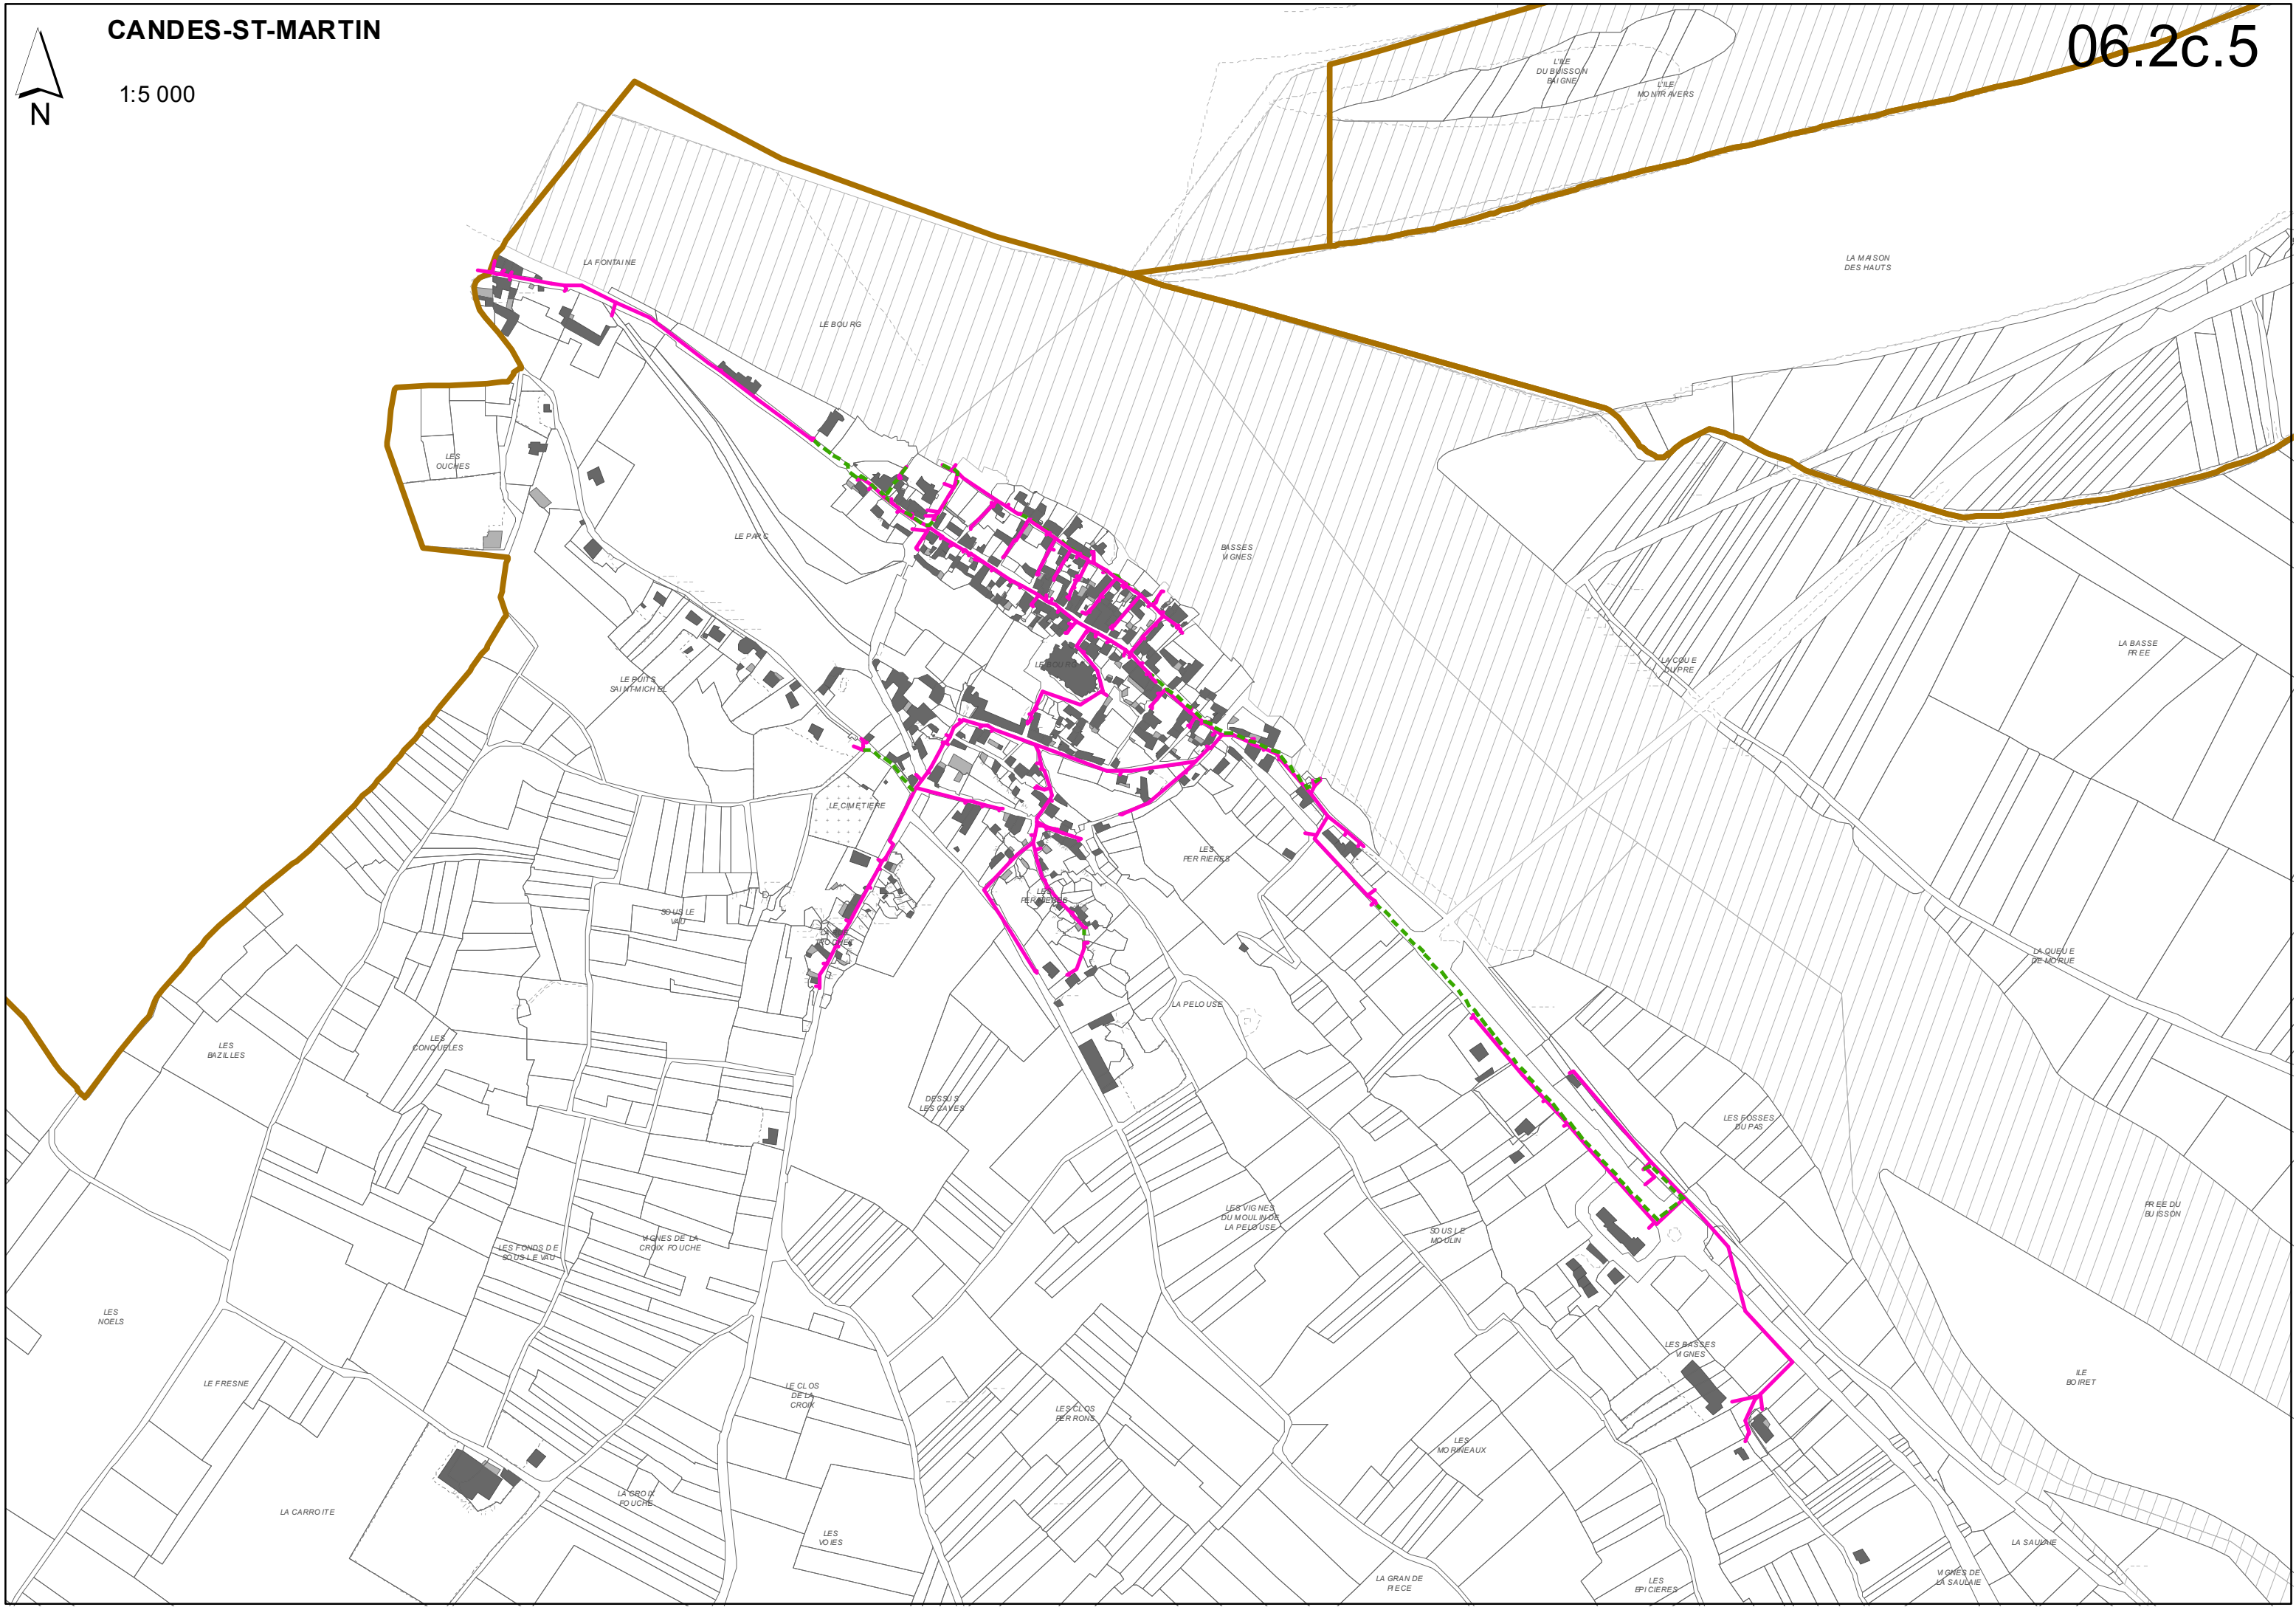 CANDES-ST-MARTIN
06.2c.5
1:5 000
N
L'ILE
DU BUISSON
BAIGNE
L'ILE
MONTRAVERS
LA FONTAINE
LA MAISON
DES HAUTS
LE BOURG
LES
OUCHES
LE PARC
BASSES
VIGNES
LA BASSE
PREE
LE BOURG
LA COUE
DU PRE
LE PUITS
SAINT-MICHEL
LE CIMETIERE
LES
PERRIERES
LES
PERRIERES
SOUS LE
VAU
LA QUEUE
DE MORUE
LA PELOUSE
LES
BAZILLES
LES
CONQUELES
DESSUS
LES CAVES
LES FOSSES
DU PAS
LES VIGNES
DU MOULIN DE
LA PELOUSE
PREE DU
BUISSON
SOUS LE
MOULIN
VIGNES DE LA
CROIX FOUCHE
LES FONDS DE
SOUS LE VAU
LES
NOELS
LES BASSES
VIGNES
ILE
BOIRET
LE FRESNE
LE CLOS
DE LA
CROIX
LES CLOS
PERRONS
LES
MORINEAUX
LA CROIX
FOUCHE
LA CARROITE
LES
VOIES
LA SAULAIE
LA GRANDE
PIECE
LES
EPICIERES
VIGNES DE
LA SAULAIE